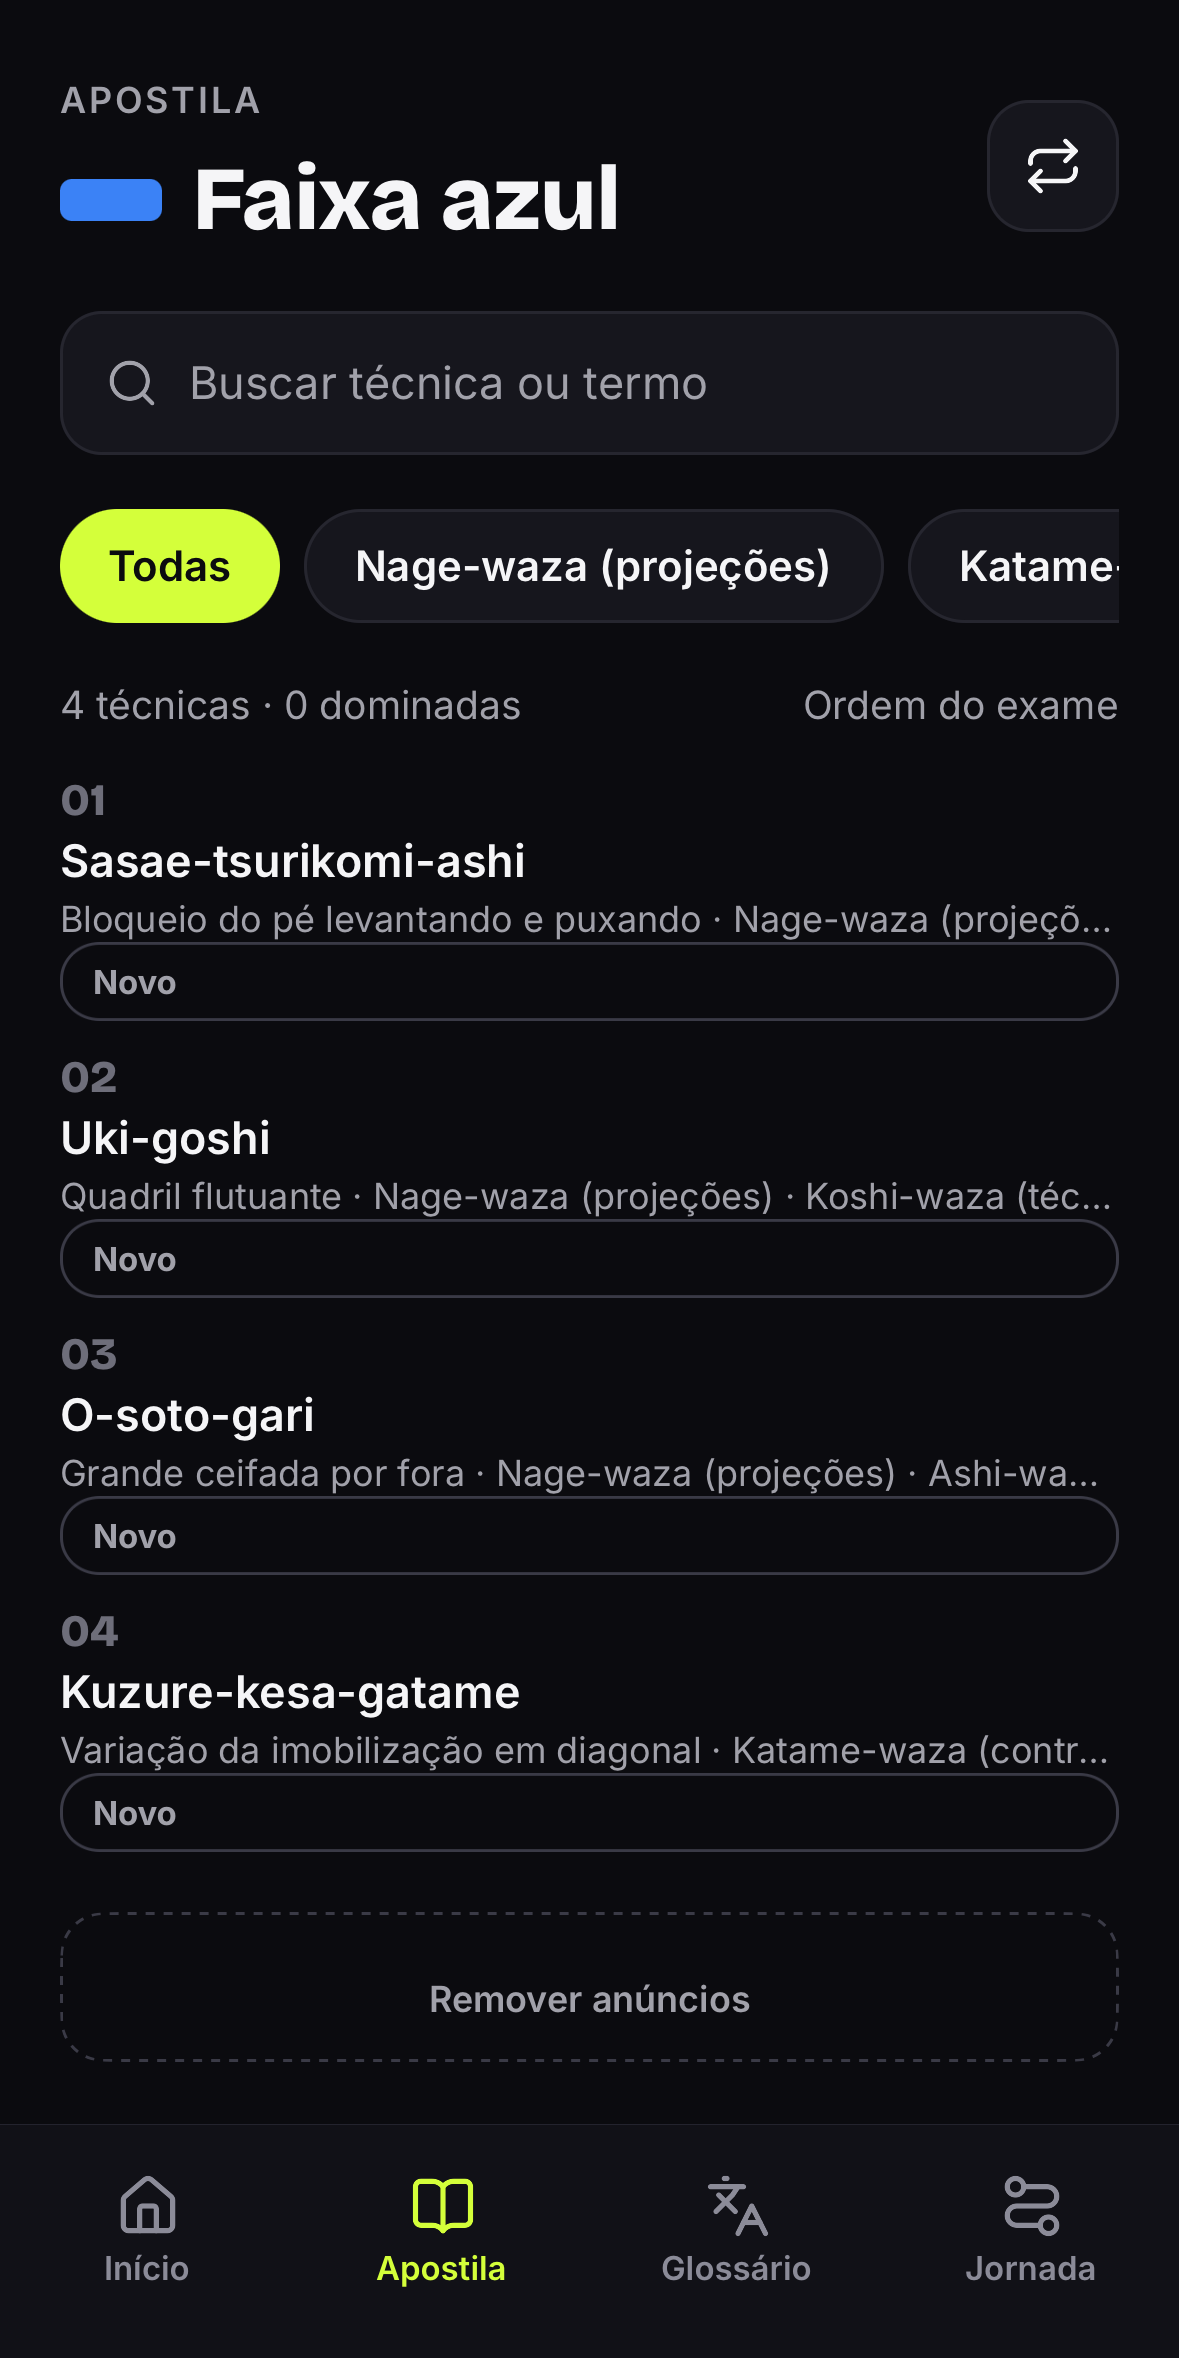 APOSTILA
Faixa azul
Buscar técnica ou termo
Todas
Nage-waza (projeções)
Katame-
4 técnicas · 0 dominadas
Ordem do exame
01
Sasae-tsurikomi-ashi
Bloqueio do pé levantando e puxando · Nage-waza (projeçõ...
Novo
02
Uki-goshi
Quadril flutuante · Nage-waza (projeções) · Koshi-waza (téc...
Novo
03
O-soto-gari
Grande ceifada por fora · Nage-waza (projeções) · Ashi-wa...
Novo
04
Kuzure-kesa-gatame
Variação da imobilização em diagonal · Katame-waza (contr...
Novo
Remover anúncios
Início
Apostila
Glossário
Jornada